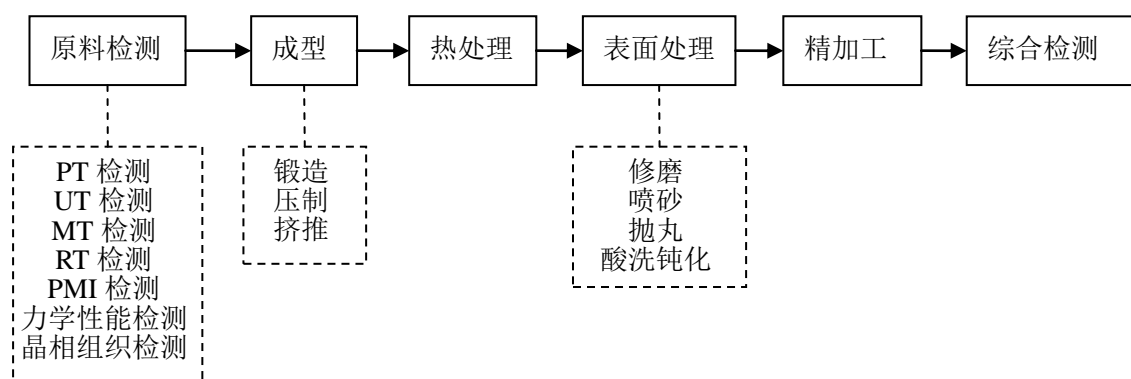 原料检测
成型
热处理
表面处理
精加工
综合检测
PT 检测
UT 检测
MT 检测
RT 检测
PMI 检测
力学性能检测
晶相组织检测
锻造
压制
挤推
修磨
喷砂
抛丸
酸洗钝化